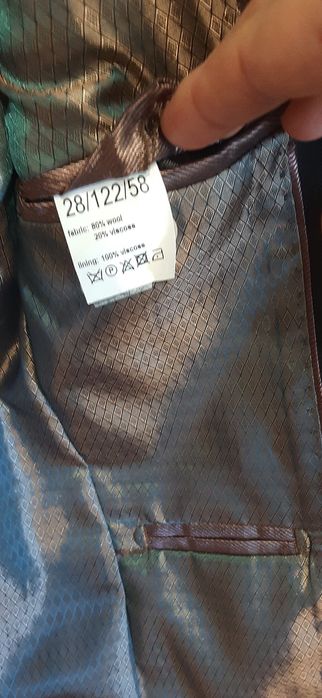 28/122/58
fabric: 80% wool
20% viscose
lining: 100% viscose